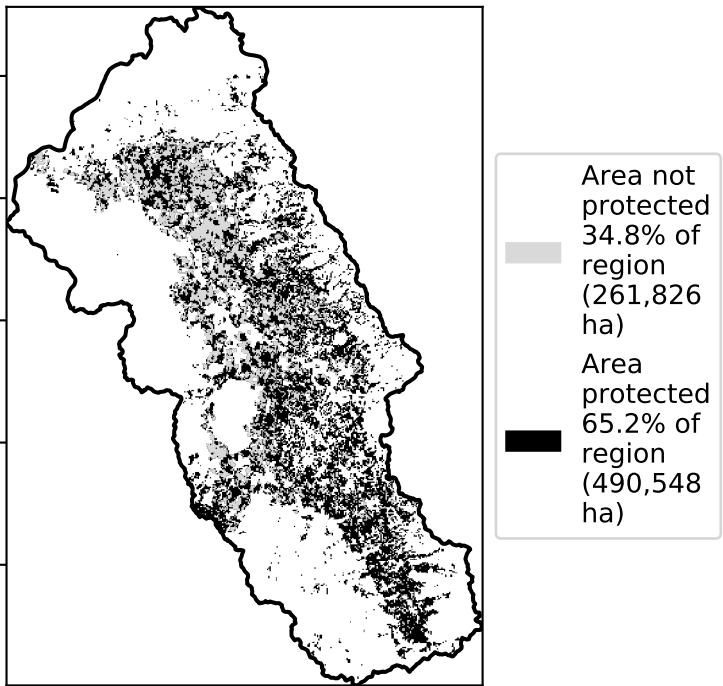 Area not
protected
34.8% of
region
(261,826
ha)
Area
protected
65.2% of
region
(490,548
ha)